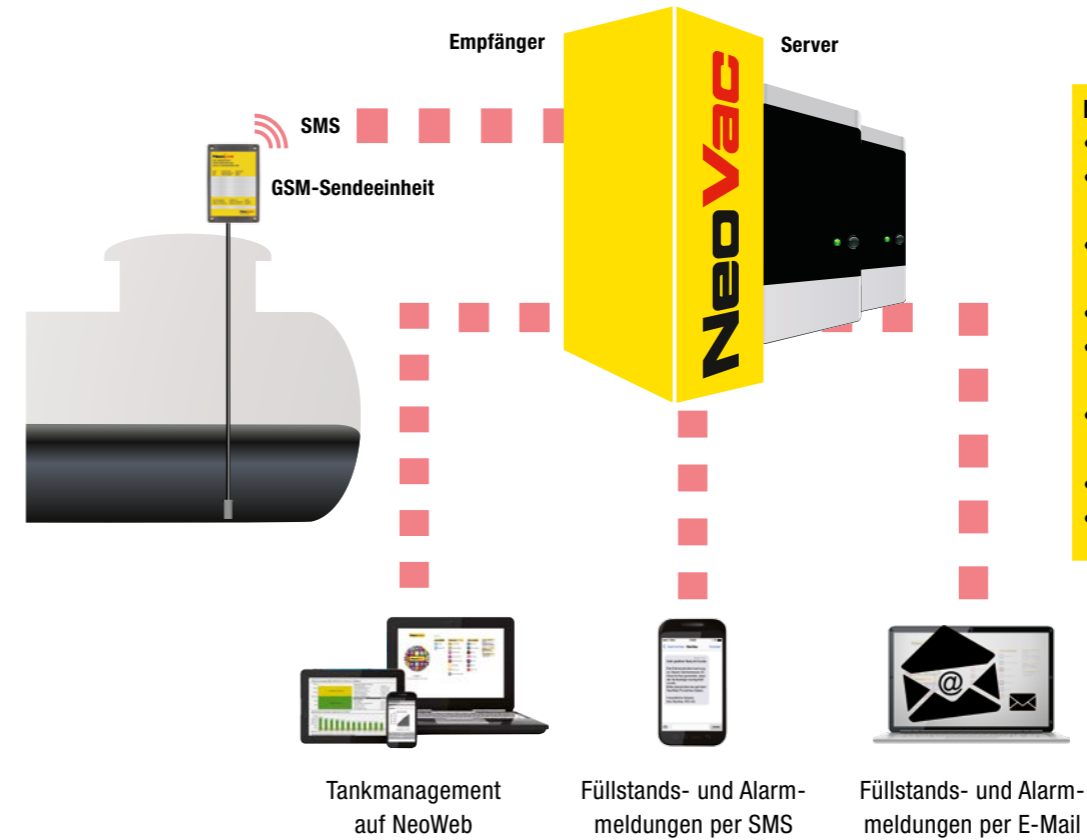 Empfänger
Server
SMS
GSM-Sendeeinheit
NeoVac
@
Tankmanagement
auf NeoWeb
Füllstands- und Alarm-
meldungen per SMS
Füllstands- und Alarm-
meldungen per E-Mail